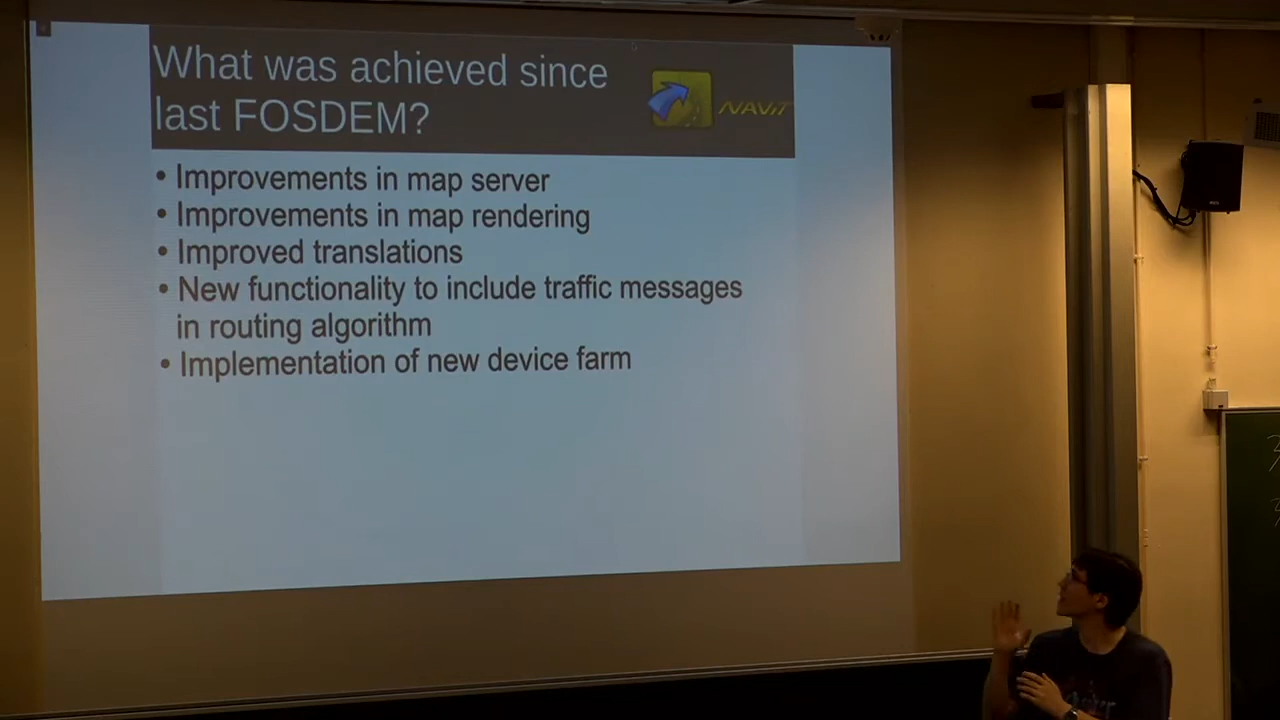 What was achieved since
last FOSDEM?
NAViT
• Improvements in map server
• Improvements in map rendering
• Improved translations
• New functionality to include traffic messages
in routing algorithm
• Implementation of new device farm